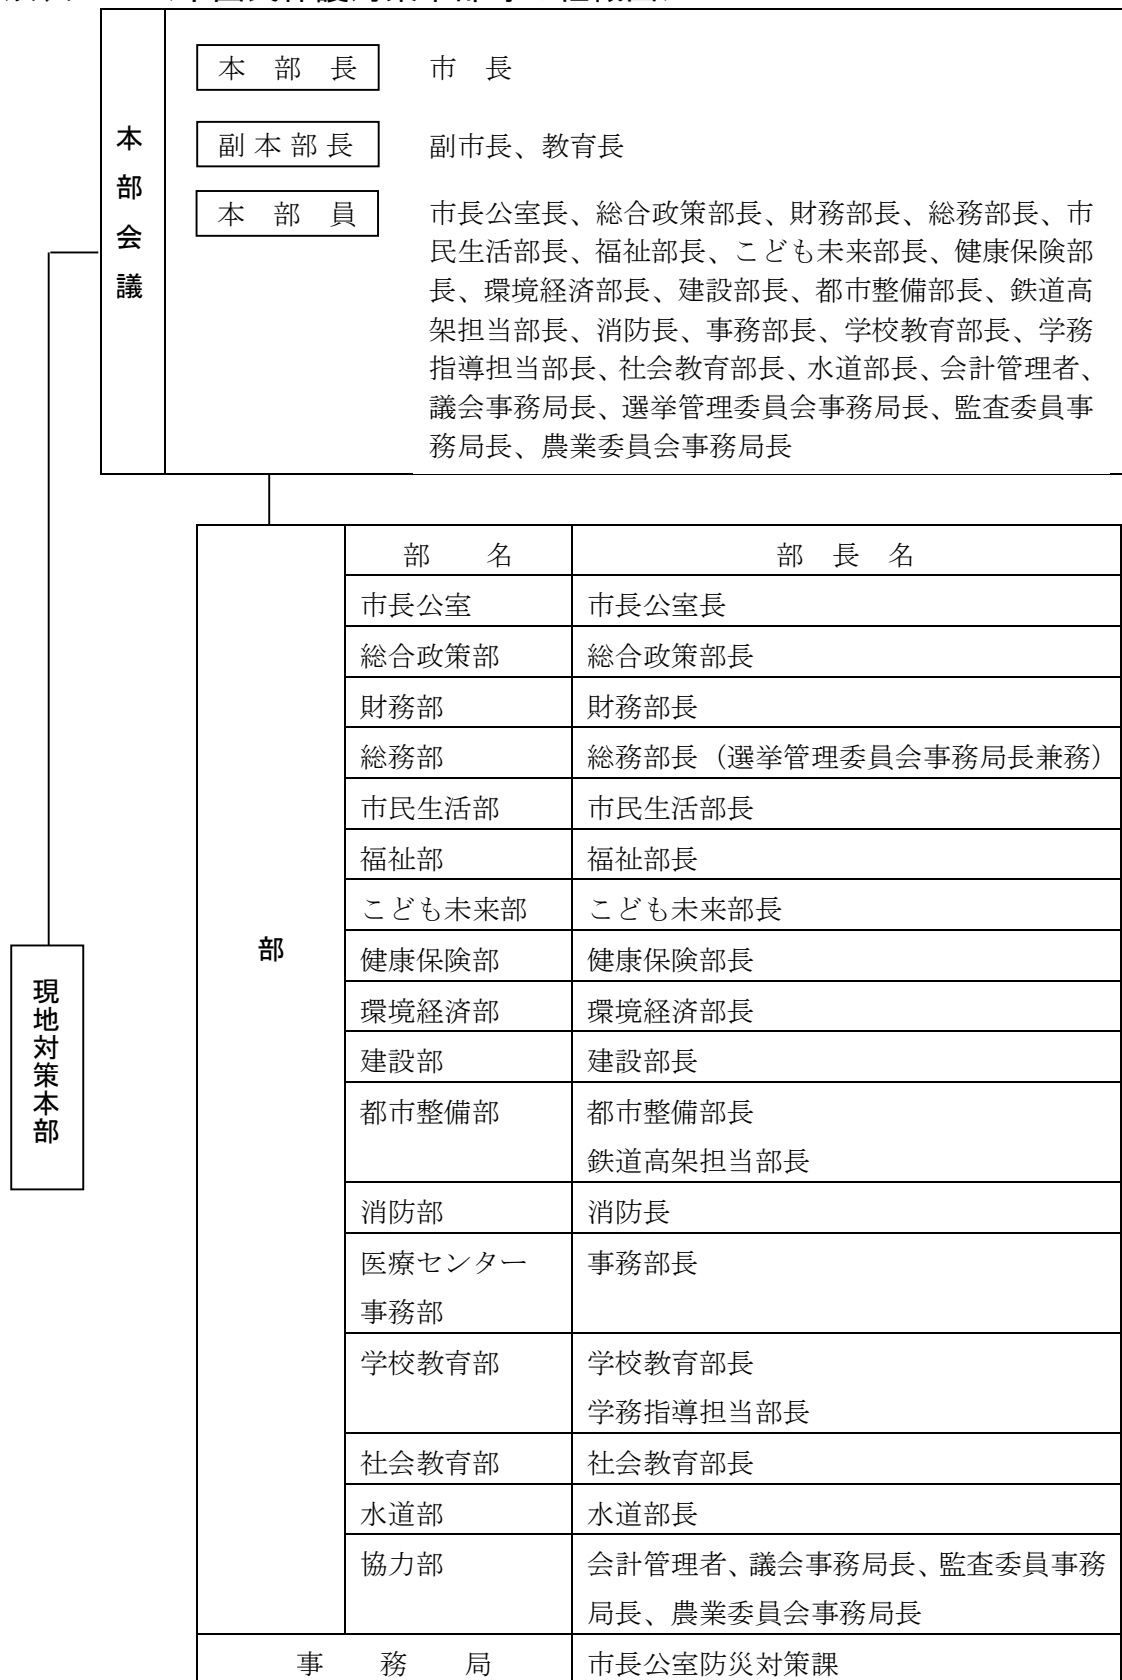 本部会議
本 部 長 市 長
副 本 部 長 副市長、教育長
本 部 員 市長公室長、総合政策部長、財務部長、総務部長、市
民生活部長、福祉部長、こども未来部長、健康保険部
長、環境経済部長、建設部長、都市整備部長、鉄道高
架担当部長、消防長、事務部長、学校教育部長、学務
指導担当部長、社会教育部長、水道部長、会計管理者、
議会事務局長、選挙管理委員会事務局長、監査委員事
務局長、農業委員会事務局長
現地対策本部
部
部 名 部 長 名
市長公室 市長公室長
総合政策部 総合政策部長
財務部 財務部長
総務部 総務部長（選挙管理委員会事務局長兼務）
市民生活部 市民生活部長
福祉部 福祉部長
こども未来部 こども未来部長
健康保険部 健康保険部長
環境経済部 環境経済部長
建設部 建設部長
都市整備部 都市整備部長
鉄道高架担当部長
消防部 消防長
医療センター 事務部長
事務部
学校教育部 学校教育部長
学務指導担当部長
社会教育部 社会教育部長
水道部 水道部長
協力部 会計管理者、議会事務局長、監査委員事務
局長、農業委員会事務局長
事 務 局 市長公室防災対策課